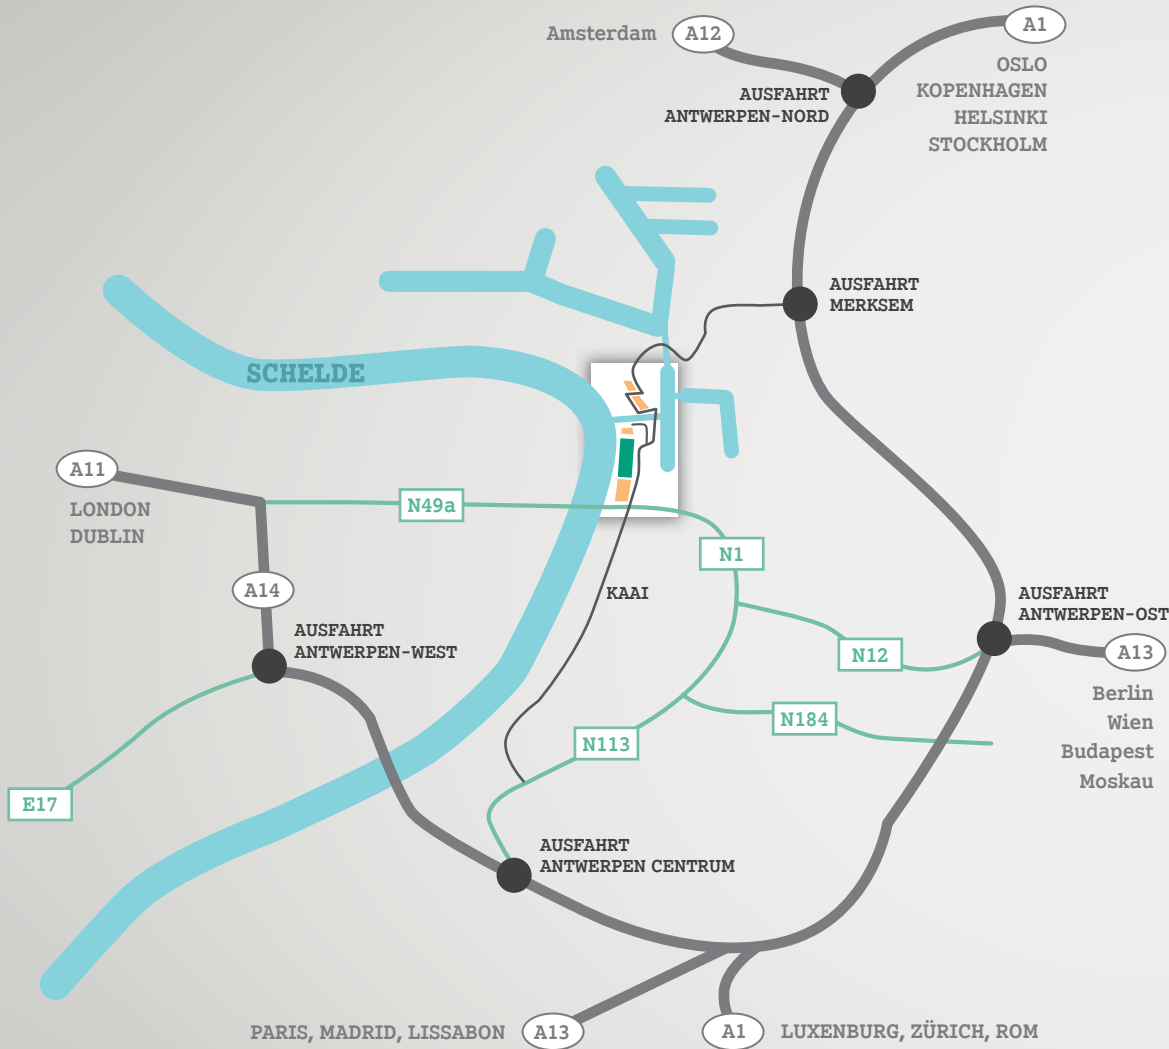 Amsterdam
A12
A1
OSLO
KOPENHAGEN
HELSINKI
STOCKHOLM
AUSFAHRT
ANTWERPEN-NORD
AUSFAHRT
MERKSEM
SCHELDE
A11
LONDON
DUBLIN
N49a
N1
A14
KAAI
AUSFAHRT
ANTWERPEN-OST
AUSFAHRT
ANTWERPEN-WEST
N12
A13
Berlin
Wien
Budapest
Moskau
N184
N113
E17
AUSFAHRT
ANTWERPEN CENTRUM
PARIS, MADRID, LISSABON
A13
A1
LUXENBURG, ZÜRICH, ROM